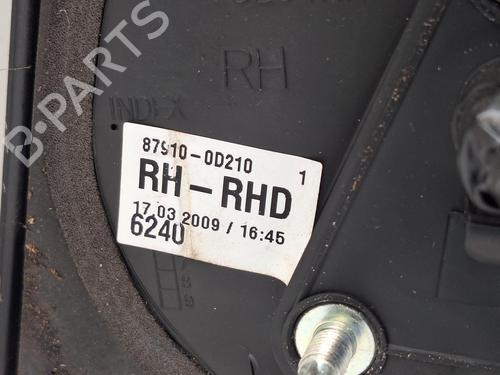 RH
INDEX
87910-0D210 1
RH-RHD
17.03.2009 / 16:45
6240
B-PARTS